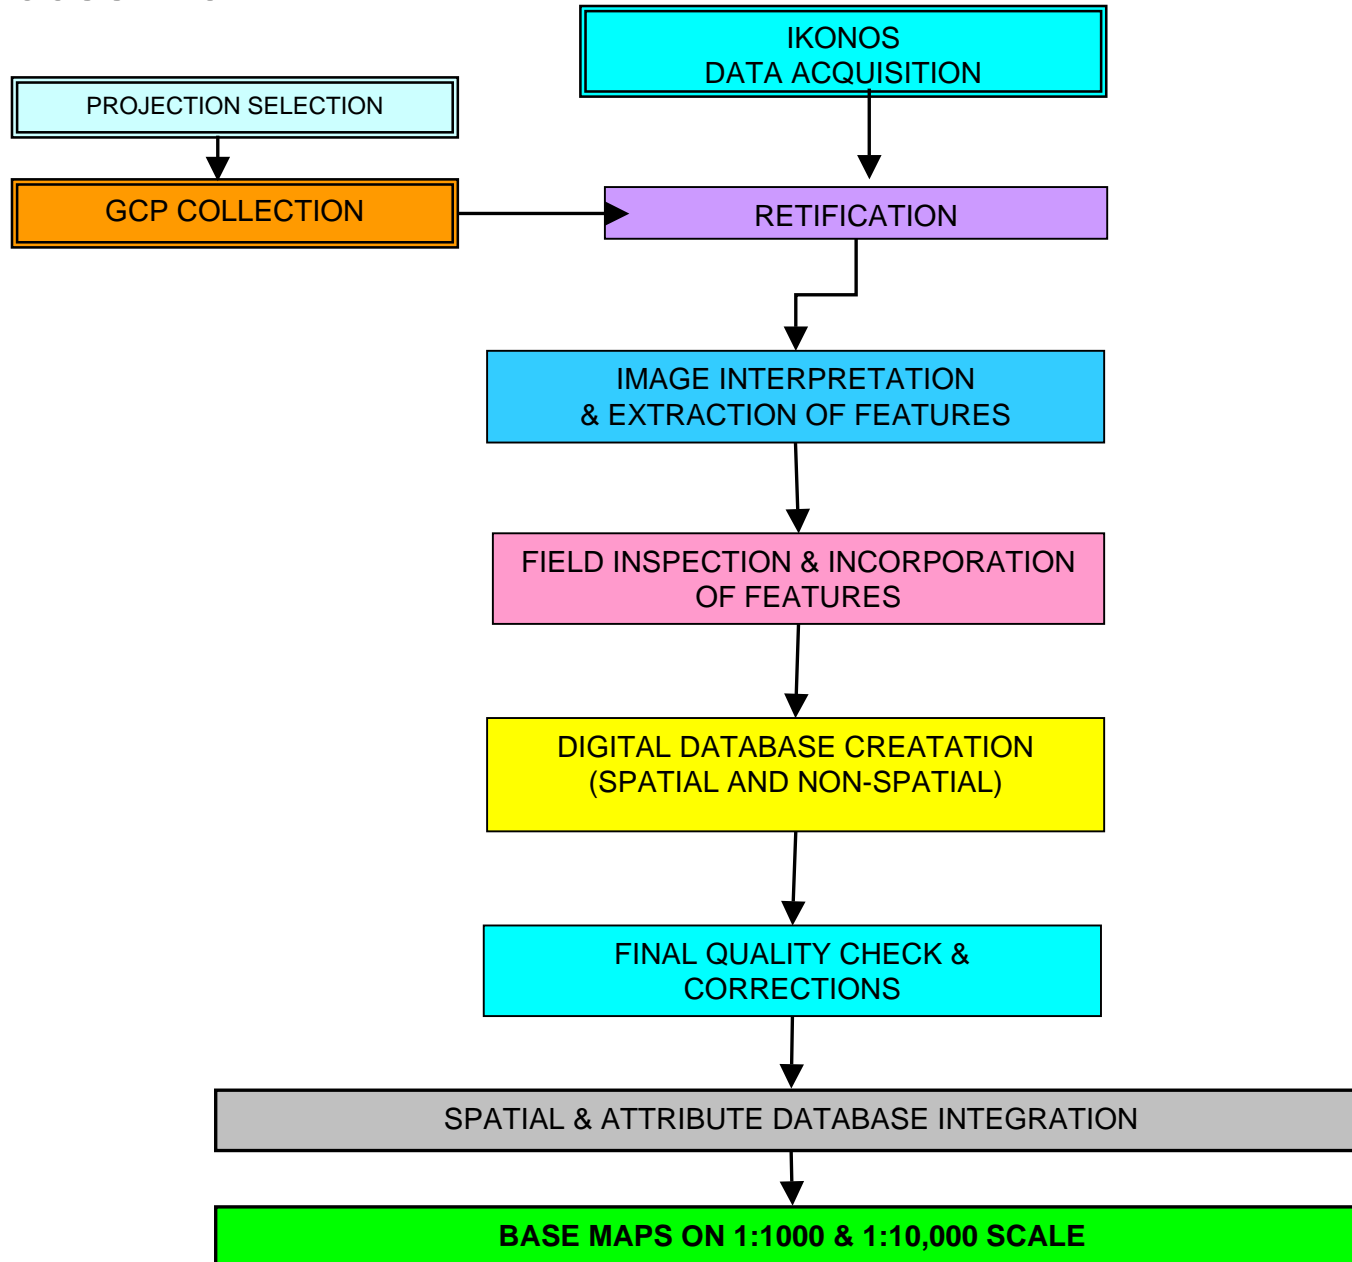 IKONOS
DATA ACQUISITION
PROJECTION SELECTION
GCP COLLECTION
RETIFICATION
IMAGE INTERPRETATION
& EXTRACTION OF FEATURES
FIELD INSPECTION & INCORPORATION
OF FEATURES
DIGITAL DATABASE CREATATION
(SPATIAL AND NON-SPATIAL)
FINAL QUALITY CHECK &
CORRECTIONS
SPATIAL & ATTRIBUTE DATABASE INTEGRATION
BASE MAPS ON 1:1000 & 1:10,000 SCALE